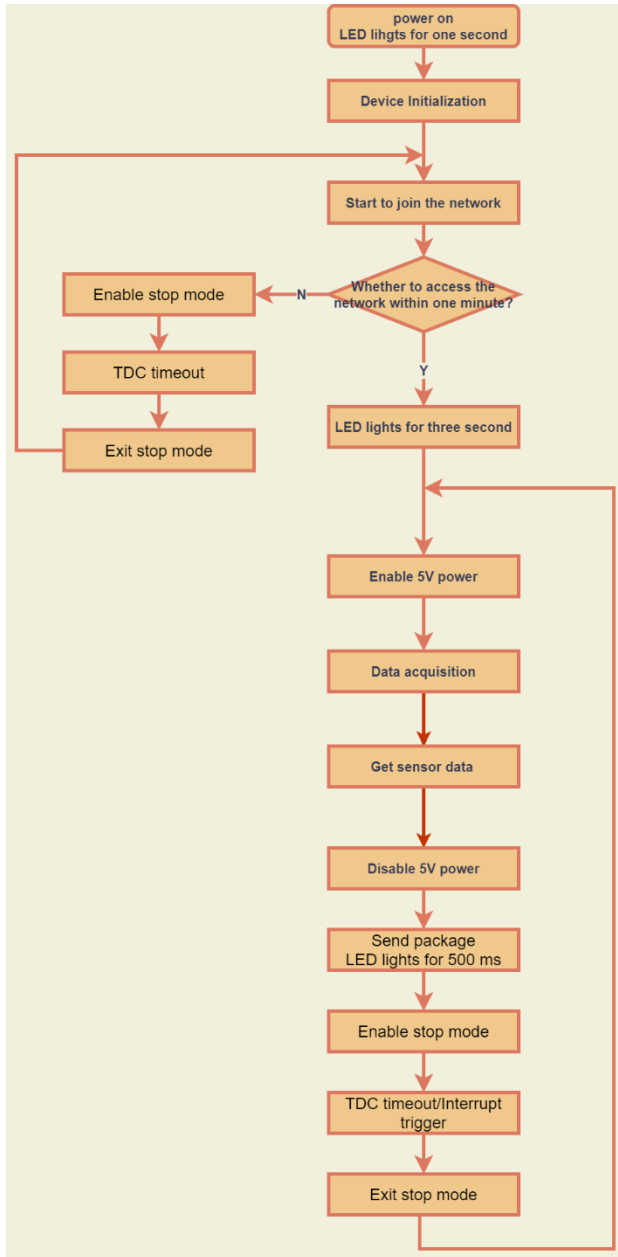 power on
LED lihgts for one second
Device Initialization
Start to join the network
Whether to access the
network within one minute?
N
Enable stop mode
TDC timeout
Exit stop mode
Y
LED lights for three second
Enable 5V power
Data acquisition
Get sensor data
Disable 5V power
Send package
LED lights for 500 ms
Enable stop mode
TDC timeout/Interrupt
trigger
Exit stop mode